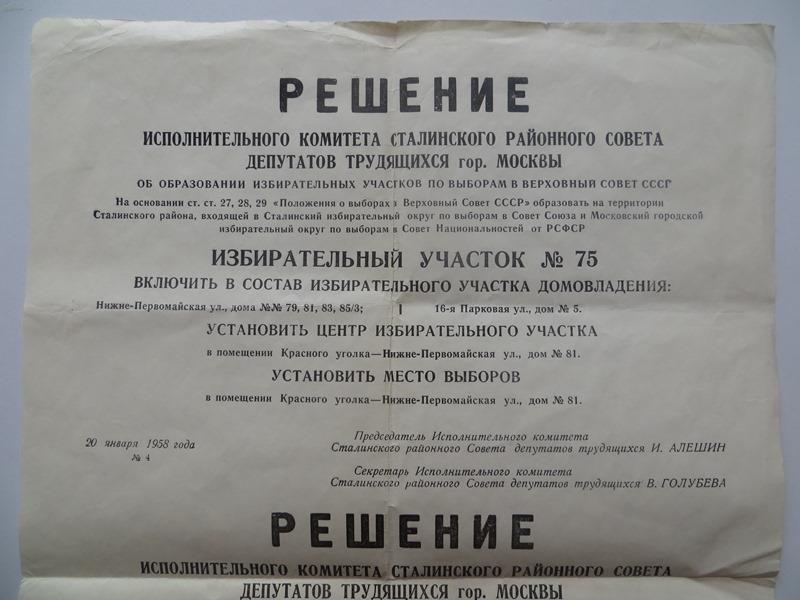 РЕШЕНИЕ
ИСПОЛНИТЕЛЬНОГО КОМИТЕТА СТАЛИНСКОГО РАЙОННОГО СОВЕТА
ДЕПУТАТОВ ТРУДЯЩИХСЯ гор. МОСКВЫ
ОБ ОБРАЗОВАНИИ ИЗБИРАТЕЛЬНЫХ УЧАСТКОВ ПО ВЫБОРАМ В ВЕРХОВНЫЙ СОВЕТ СССР
На основании ст. ст. 27, 28, 29 «Положения о выборах в Верховный Совет СССР» образовать на территории
Сталинского района, входящей в Сталинский избирательный округ по выборам в Совет Союза и Московский городской
избирательный округ по выборам в Совет Национальностей от РСФСР
ИЗБИРАТЕЛЬНЫЙ УЧАСТОК № 75
ВКЛЮЧИТЬ В СОСТАВ ИЗБИРАТЕЛЬНОГО УЧАСТКА ДОМОВЛАДЕНИЯ:
Нижне-Первомайская ул., дома №№ 79, 81, 83, 85/3; | 16-я Парковая ул., дом № 5.
УСТАНОВИТЬ ЦЕНТР ИЗБИРАТЕЛЬНОГО УЧАСТКА
в помещении Красного уголка—Нижне-Первомайская ул., дом № 81.
УСТАНОВИТЬ МЕСТО ВЫБОРОВ
в помещении Красного уголка—Нижне-Первомайская ул., дом № 81.
20 января 1958 года
№ 4
Председатель Исполнительного комитета
Сталинского районного Совета депутатов трудящихся И. АЛЕШИН
Секретарь Исполнительного комитета
Сталинского районного Совета депутатов трудящихся В. ГОЛУБЕВА
РЕШЕНИЕ
ИСПОЛНИТЕЛЬНОГО КОМИТЕТА СТАЛИНСКОГО РАЙОННОГО СОВЕТА
ДЕПУТАТОВ ТРУДЯЩИХСЯ гор. МОСКВЫ